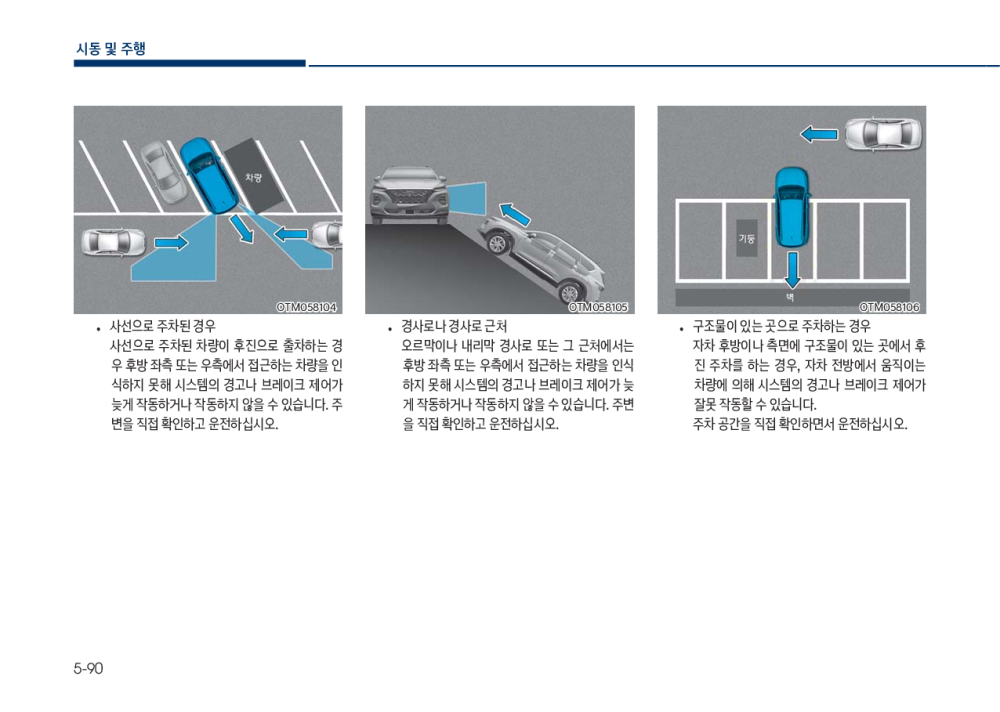 시동 및 주행
차량
OTM058104
• 사선으로 주차된 경우
사선으로 주차된 차량이 후진으로 출차하는 경
우 후방 좌측 또는 우측에서 접근하는 차량을 인
식하지 못해 시스템의 경고나 브레이크 제어가
늦게 작동하거나 작동하지 않을 수 있습니다. 주
변을 직접 확인하고 운전하십시오.
OTM058105
• 경사로나 경사로 근처
오르막이나 내리막 경사로 또는 그 근처에서는
후방 좌측 또는 우측에서 접근하는 차량을 인식
하지 못해 시스템의 경고나 브레이크 제어가 늦
게 작동하거나 작동하지 않을 수 있습니다. 주변
을 직접 확인하고 운전하십시오.
기둥
벽
OTM058106
• 구조물이 있는 곳으로 주차하는 경우
자차 후방이나 측면에 구조물이 있는 곳에서 후
진 주차를 하는 경우, 자차 전방에서 움직이는
차량에 의해 시스템의 경고나 브레이크 제어가
잘못 작동할 수 있습니다.
주차 공간을 직접 확인하면서 운전하십시오.
5-90